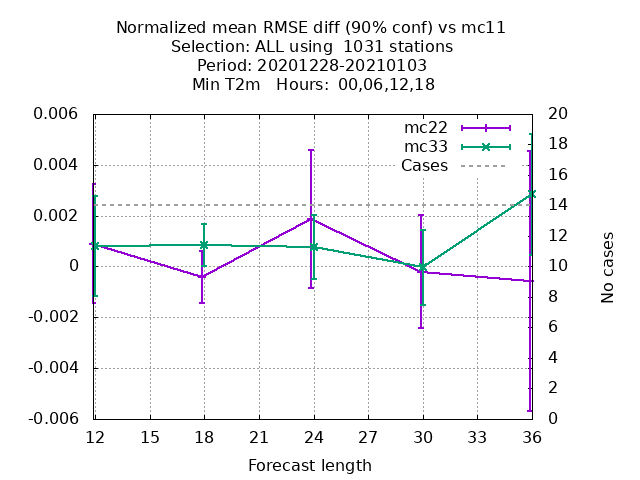 Normalized mean RMSE diff (90% conf) vs mc11
Selection: ALL using  1031 stations
Period: 20201228-20210103
Min T2m   Hours:  00,06,12,18
mc22
mc33
Cases
0.006
0.004
0.002
0
-0.002
-0.004
-0.006
20
18
16
14
12
10
8
6
4
2
0
No cases
12 15 18 21 24 27 30 33 36
Forecast length